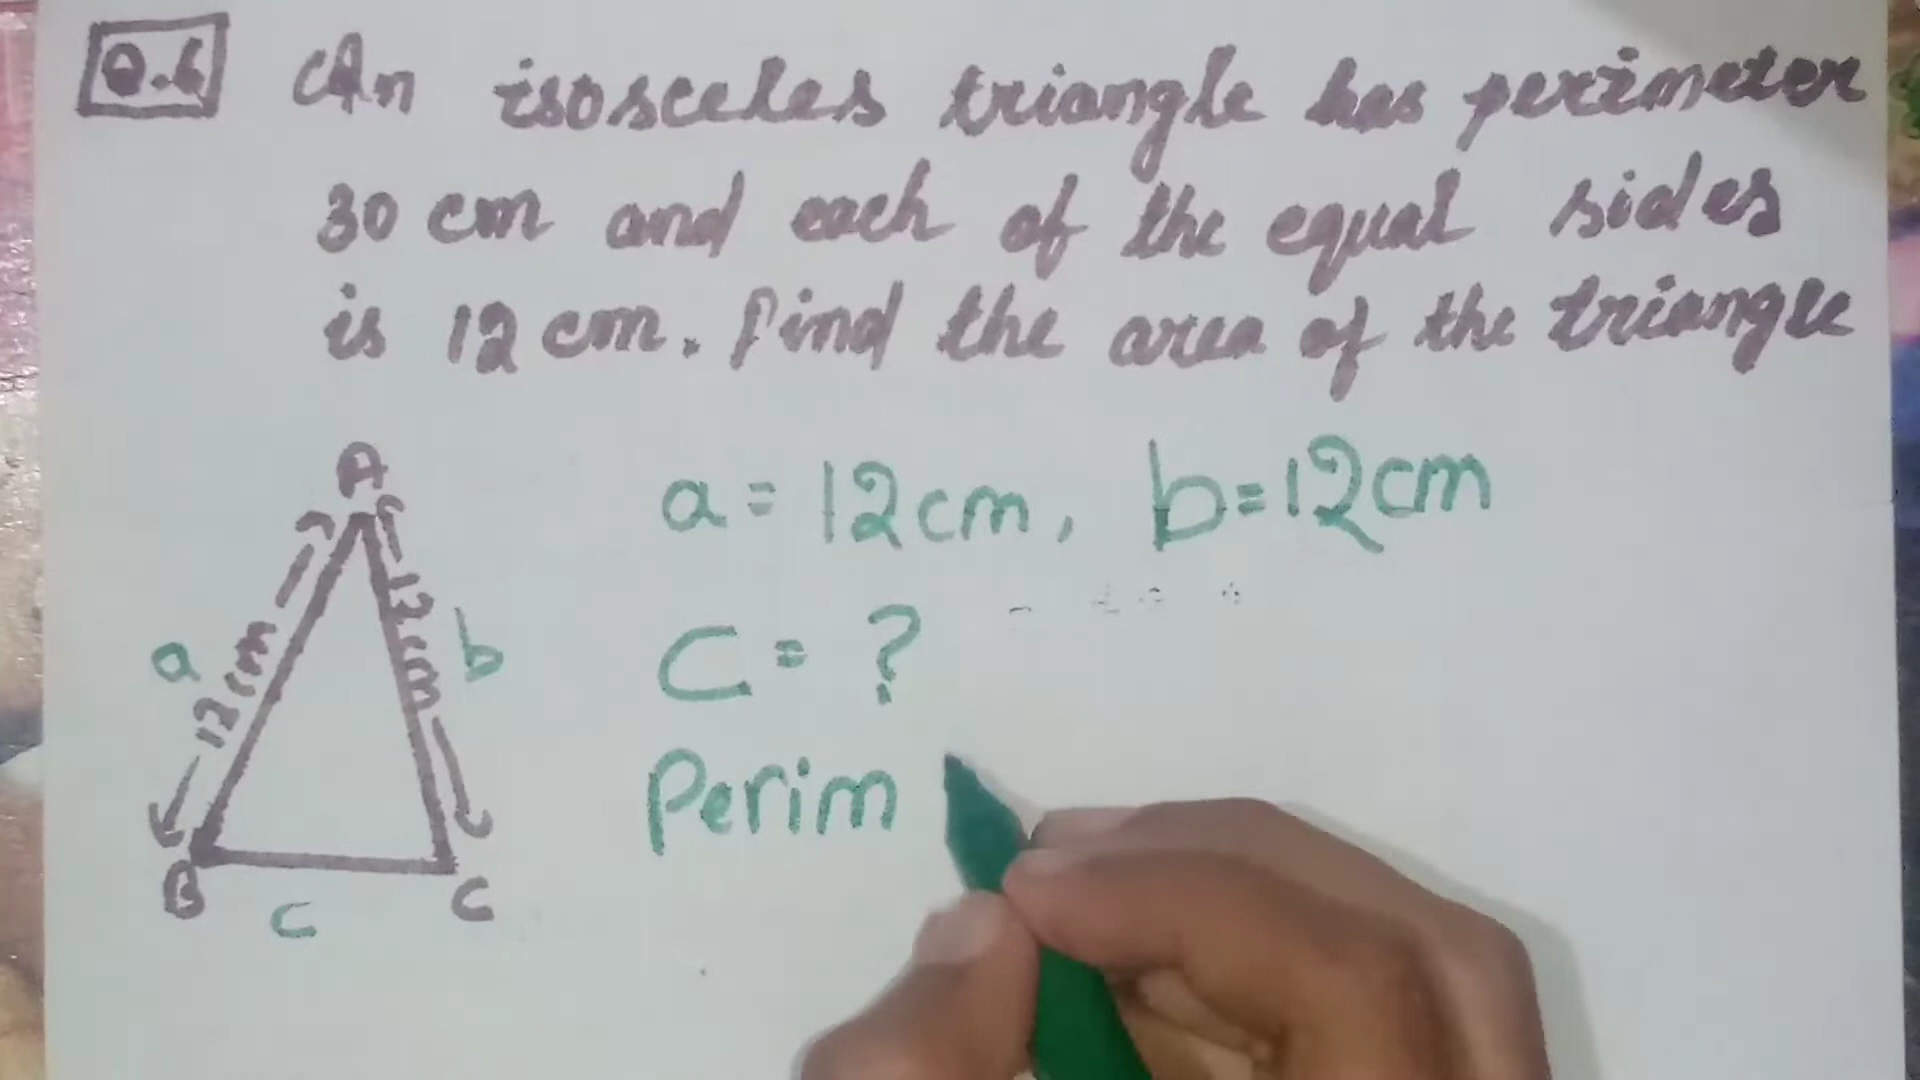 Q.6 An isosceles triangle has perimeter
30 cm and each of the equal sides
is 12 cm. Find the area of the triangle
A
a = 12cm, b=12cm
12 cm
a
12 cm
b
c = ?
Perim
B
c
C